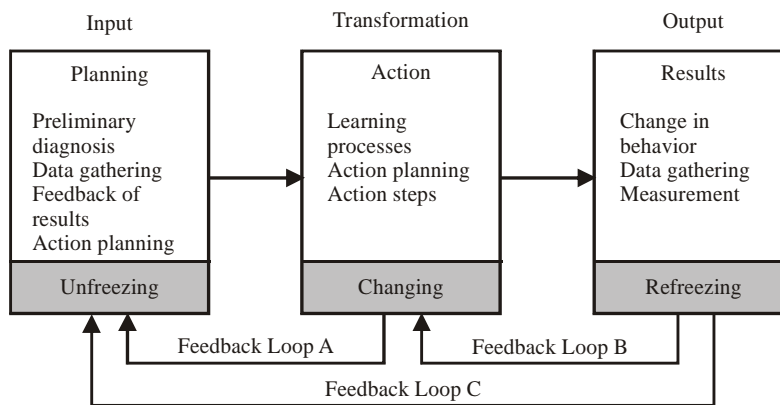 Input
Transformation
Output
Planning
Preliminary
diagnosis
Data gathering
Feedback of
results
Action planning
Unfreezing
Action
Learning
processes
Action planning
Action steps
Changing
Results
Change in
behavior
Data gathering
Measurement
Refreezing
Feedback Loop A
Feedback Loop B
Feedback Loop C